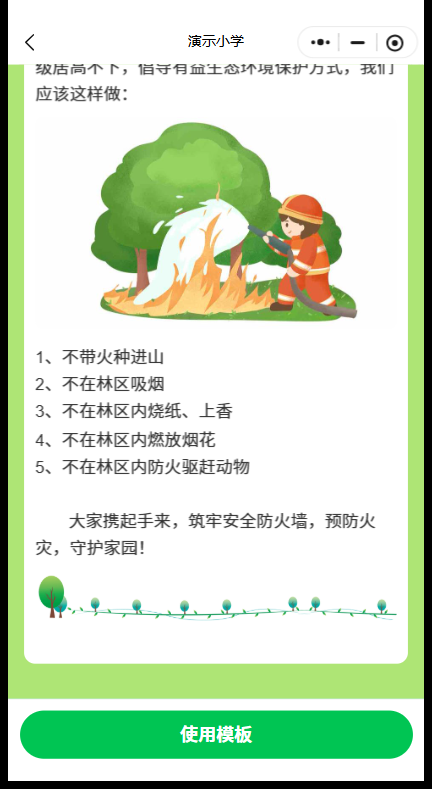 演示小学
级居高不下，倡导有益生态环境保护方式，我们
应该这样做：
1、不带火种进山
2、不在林区吸烟
3、不在林区内烧纸、上香
4、不在林区内燃放烟花
5、不在林区内防火驱赶动物
大家携起手来，筑牢安全防火墙，预防火
灾，守护家园！
使用模板